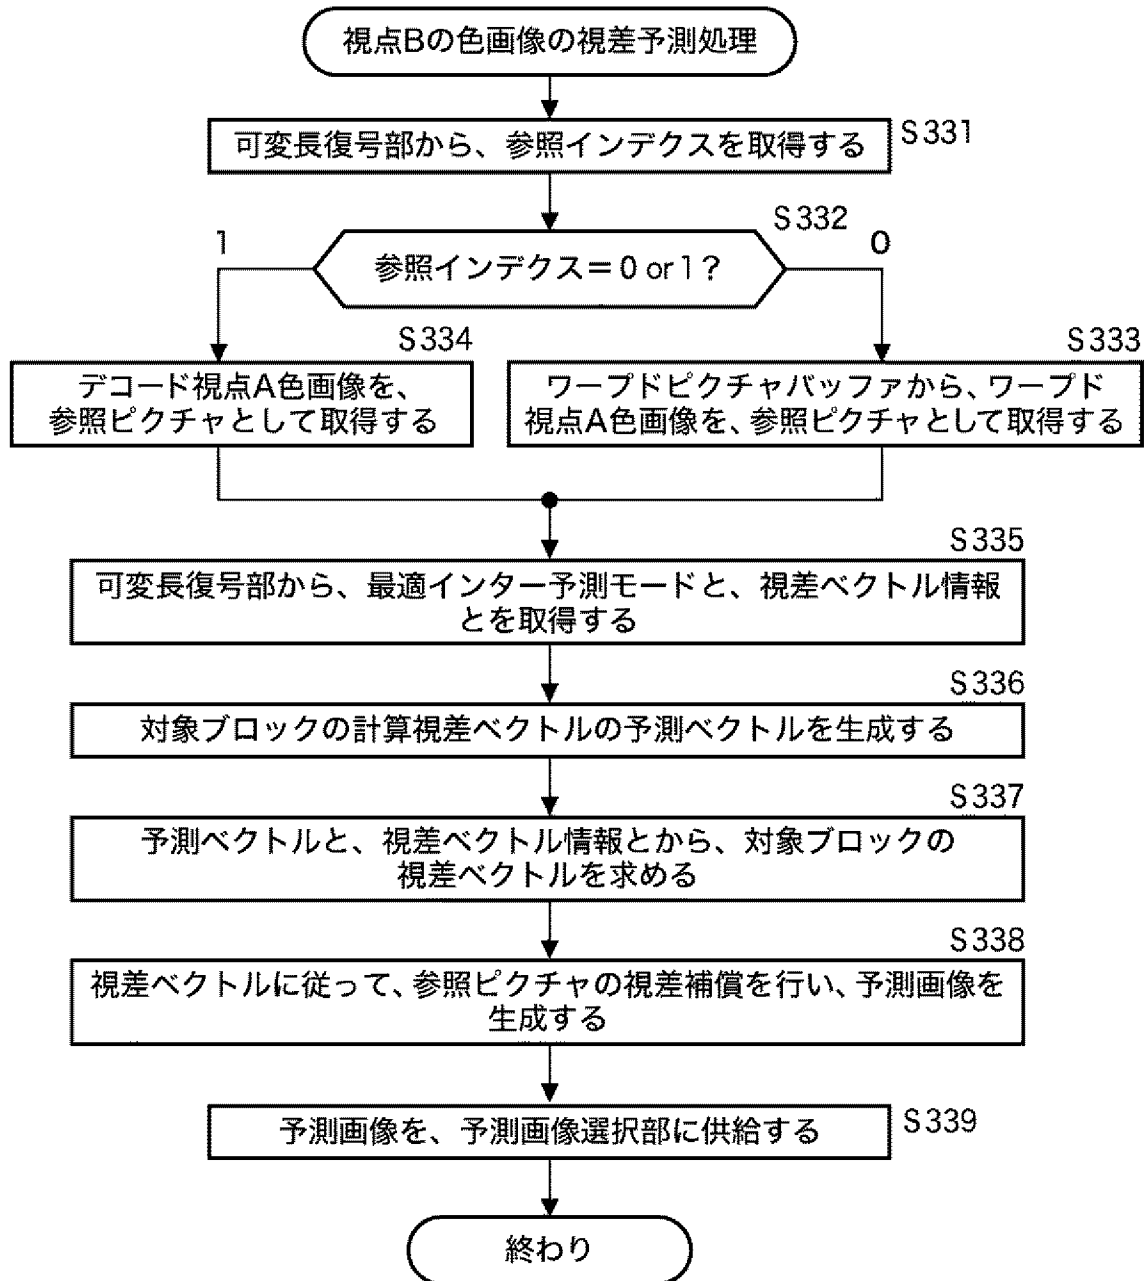 視点Bの色画像の視差予測処理
可変長復号部から、参照インデクスを取得する
S331
S332
1
0
参照インデクス＝0 or 1？
S334
S333
デコード視点A色画像を、
参照ピクチャとして取得する
ワープドピクチャバッファから、ワープド
視点A色画像を、参照ピクチャとして取得する
S335
可変長復号部から、最適インター予測モードと、視差ベクトル情報
とを取得する
S336
対象ブロックの計算視差ベクトルの予測ベクトルを生成する
S337
予測ベクトルと、視差ベクトル情報とから、対象ブロックの
視差ベクトルを求める
S338
視差ベクトルに従って、参照ピクチャの視差補償を行い、予測画像を
生成する
予測画像を、予測画像選択部に供給する
S339
終わり